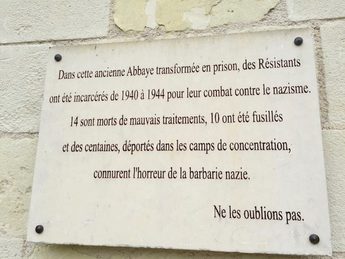 Dans cette ancienne Abbaye transformée en prison, des Résistants
ont été incarcérés de 1940 à 1944 pour leur combat contre le nazisme.
14 sont morts de mauvais traitements, 10 ont été fusillés
et des centaines, déportés dans les camps de concentration,
connurent l'horreur de la barbarie nazie.
Ne les oublions pas.